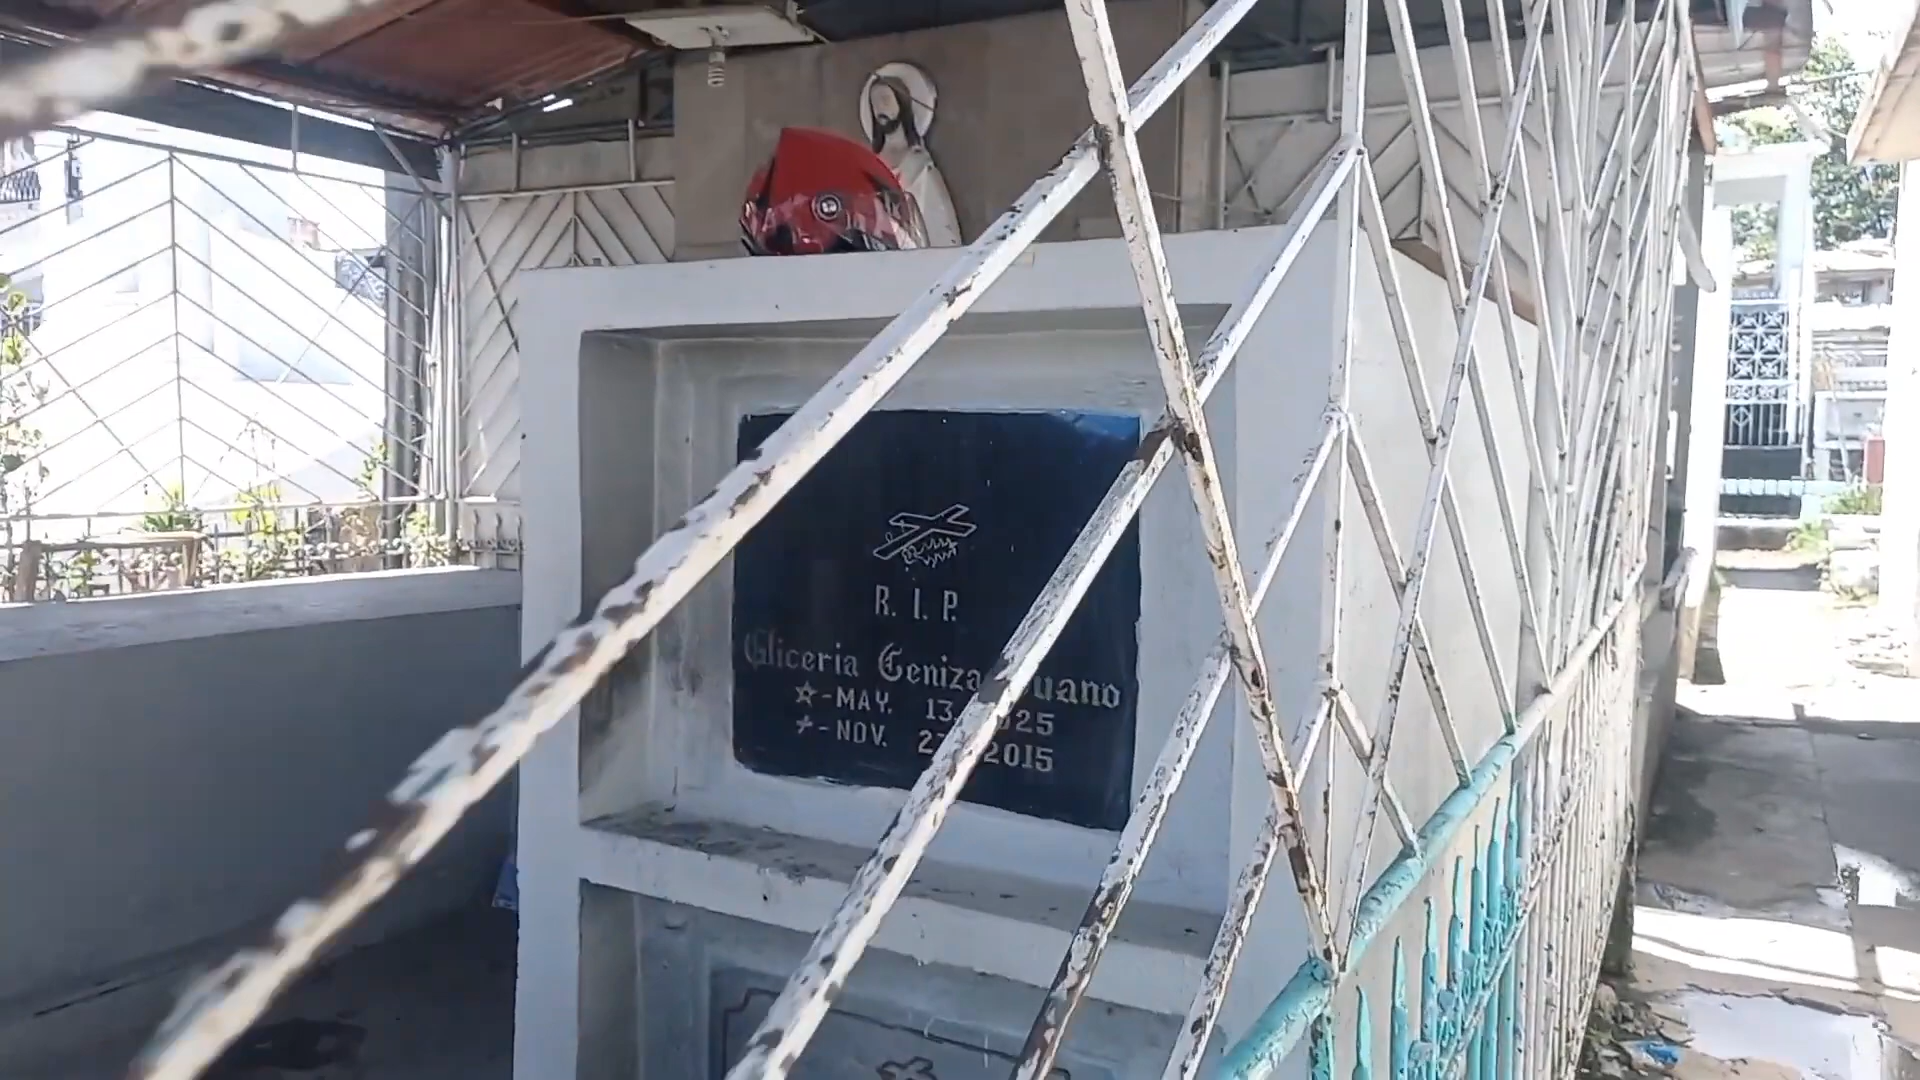 R. I. P.
Gliceria Geniza
☆-MAY. 13
✝-NOV. 2015